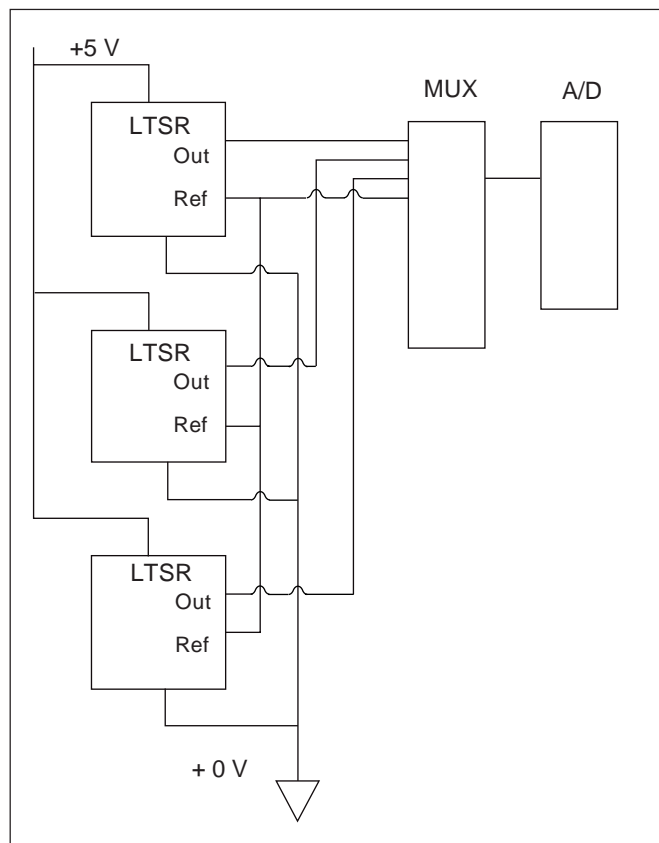 +5 V
MUX
A/D
LTSR
Out
Ref
LTSR
Out
Ref
LTSR
Out
Ref
+ 0 V